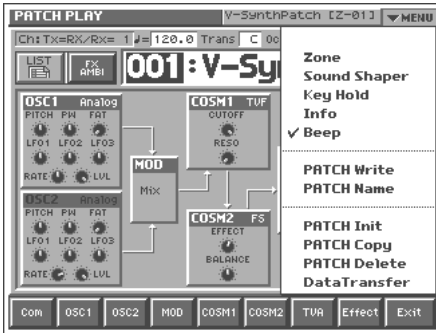 PATCH PLAY
V-SynthPatch [Z-01]
▼MENU
Ch:Tx=RX/Rx= 1 ♩= 120.0 Trans C Oc
LIST
FX
AMBI
001:V-Sy
OSC1 Analog
PITCH PW FAT
LFO1 LFO2 LFO3
RATE LVL
OSC2 Analog
PITCH PW FAT
LFO1 LFO2 LFO3
RATE LVL
MOD
Mix
COSM1 TVF
CUTOFF
RESO
COSM2 FS
EFFECT
BALANCE
Zone
Sound Shaper
Key Hold
Info
✓ Beep
PATCH Write
PATCH Name
PATCH Init
PATCH Copy
PATCH Delete
DataTransfer
Com OSC1 OSC2 MOD COSM1 COSM2 TVA Effect Exit